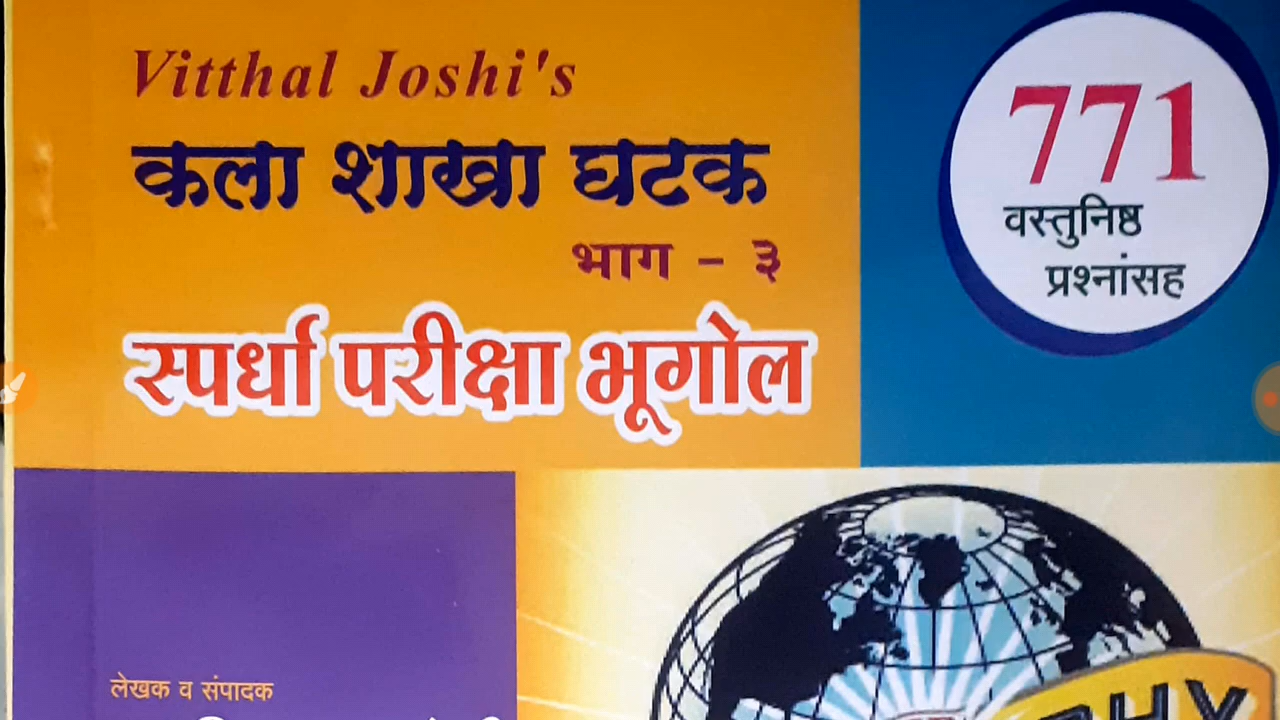 Vitthal Joshi's
कला शाखा घटक
भाग - ३
स्पर्धा परीक्षा भूगोल
771
वस्तुनिष्ठ
प्रश्नांसह
लेखक व संपादक